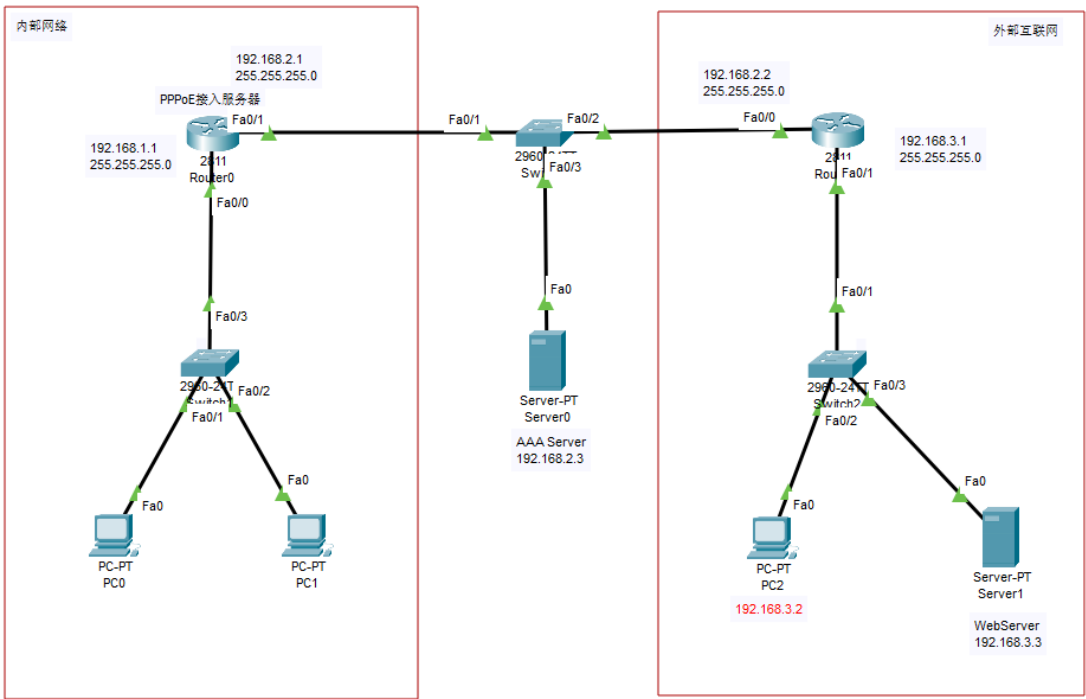 内部网络
外部互联网
192.168.2.1
255.255.255.0
PPPoE接入服务器
192.168.1.1
255.255.255.0
Fa0/1
2811
Router0
Fa0/0
Fa0/1
Fa0/2
Fa0/3
192.168.2.2
255.255.255.0
Fa0/0
192.168.3.1
255.255.255.0
2811
Fa0/1
Fa0/3
Fa0/2
Fa0/1
Fa0
PC-PT
PC0
Fa0
PC-PT
PC1
Fa0
Server-PT
Server0
AAA Server
192.168.2.3
Fa0/1
Fa0/3
Switch2
Fa0/2
Fa0
PC-PT
PC2
192.168.3.2
Fa0
Server-PT
Server1
WebServer
192.168.3.3